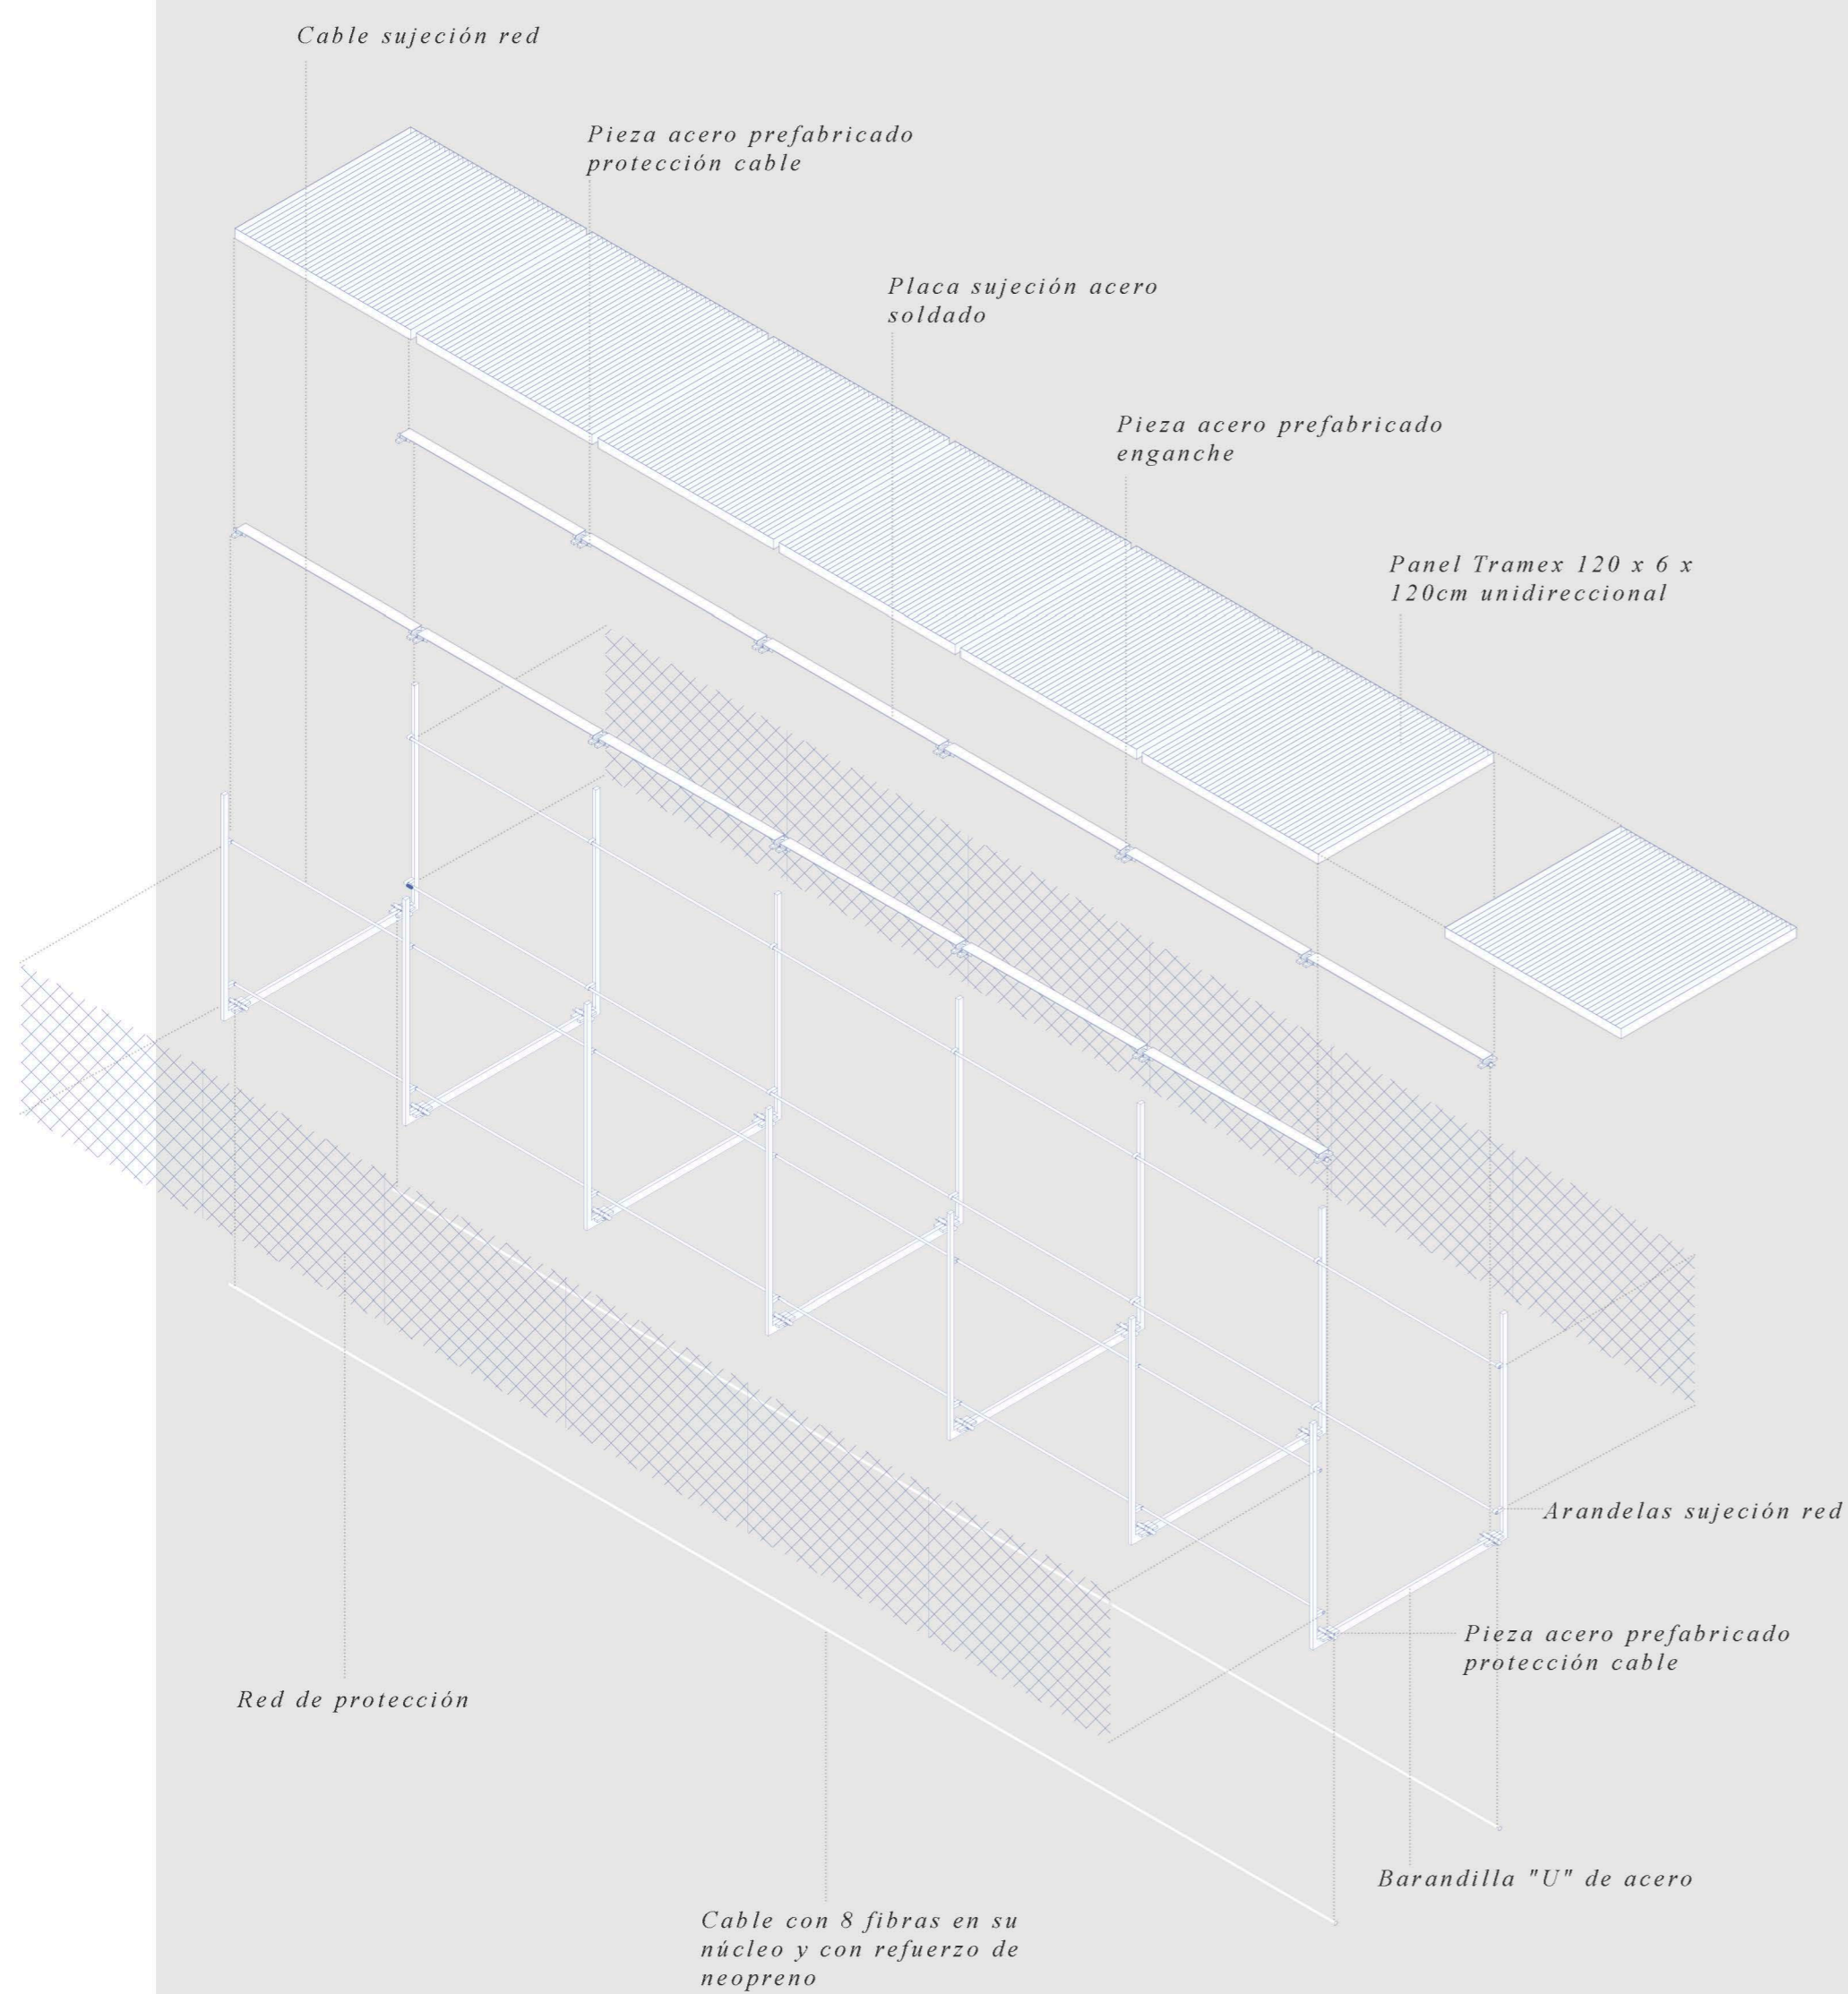 Cable sujeción red
Pieza acero prefabricado
protección cable
Placa sujeción acero
soldado
Pieza acero prefabricado
enganche
Panel Tramex 120 x 6 x
120cm unidireccional
Arandelas sujeción red
Pieza acero prefabricado
protección cable
Red de protección
Barandilla "U" de acero
Cable con 8 fibras en su
núcleo y con refuerzo de
neopreno